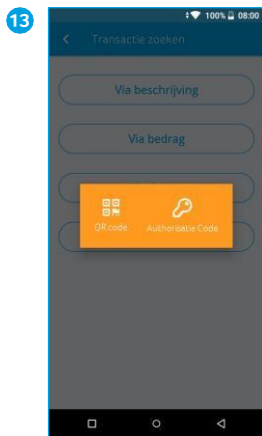 13
100% 08:00
Transactie zoeken
Via beschrijving
Via bedrag
QR code
Authorisatie Code